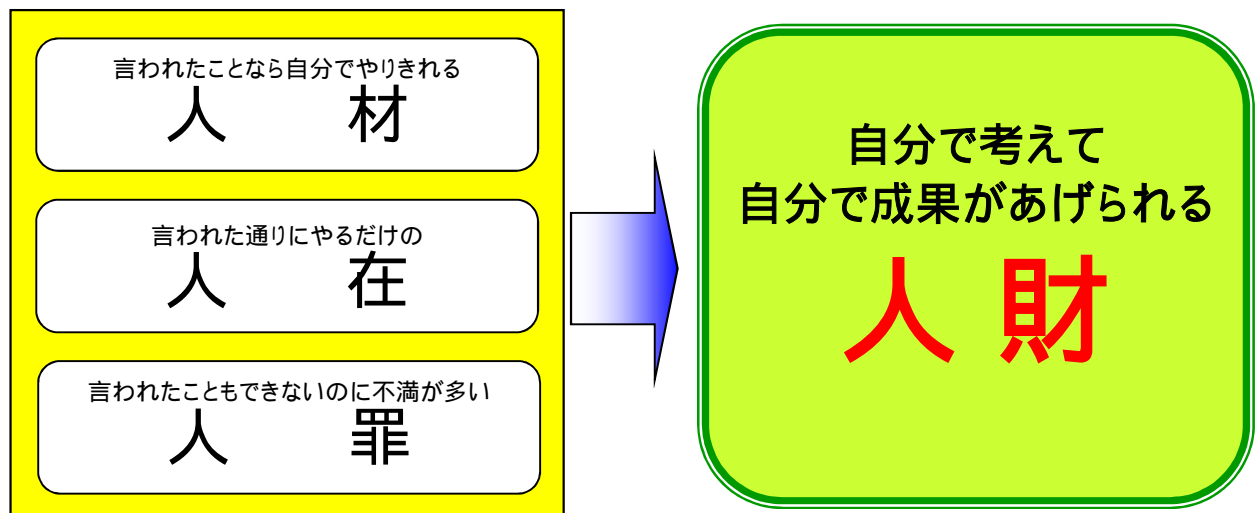 言われたことなら自分でやりきれる
人 材
言われた通りにやるだけの
人 在
言われたこともできないのに不満が多い
人 罪
自分で考えて
自分で成果があげられる
人 財